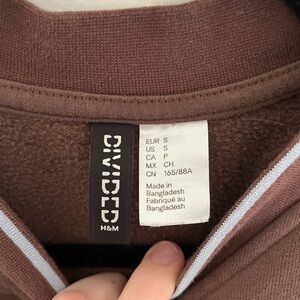 DIVIDED
H&M
EUR S
US S
CA P
MX CH
CN 165/88A
Made in
Bangladesh
Fabriqué au
Bangladesh